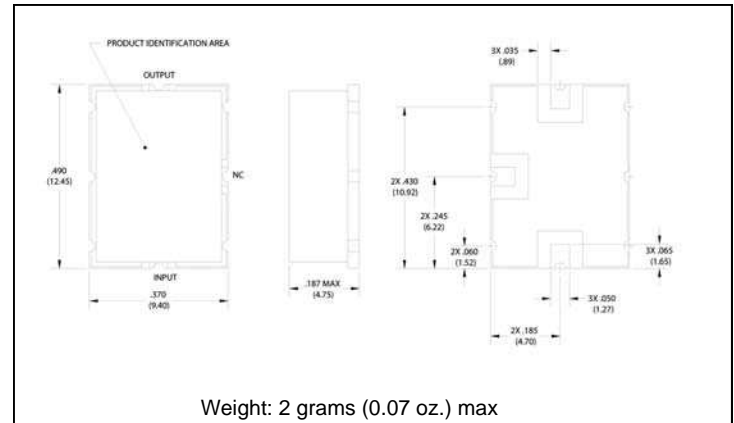 PRODUCT IDENTIFICATION AREA
OUTPUT
.490
(12.45)
NC
INPUT
.370
(9.40)
.187 MAX
(4.75)
3X .035
(.89)
2X .430
(10.92)
2X .245
(6.22)
2X .060
(1.52)
3X .065
(1.65)
3X .050
(1.27)
2X .185
(4.70)
Weight: 2 grams (0.07 oz.) max